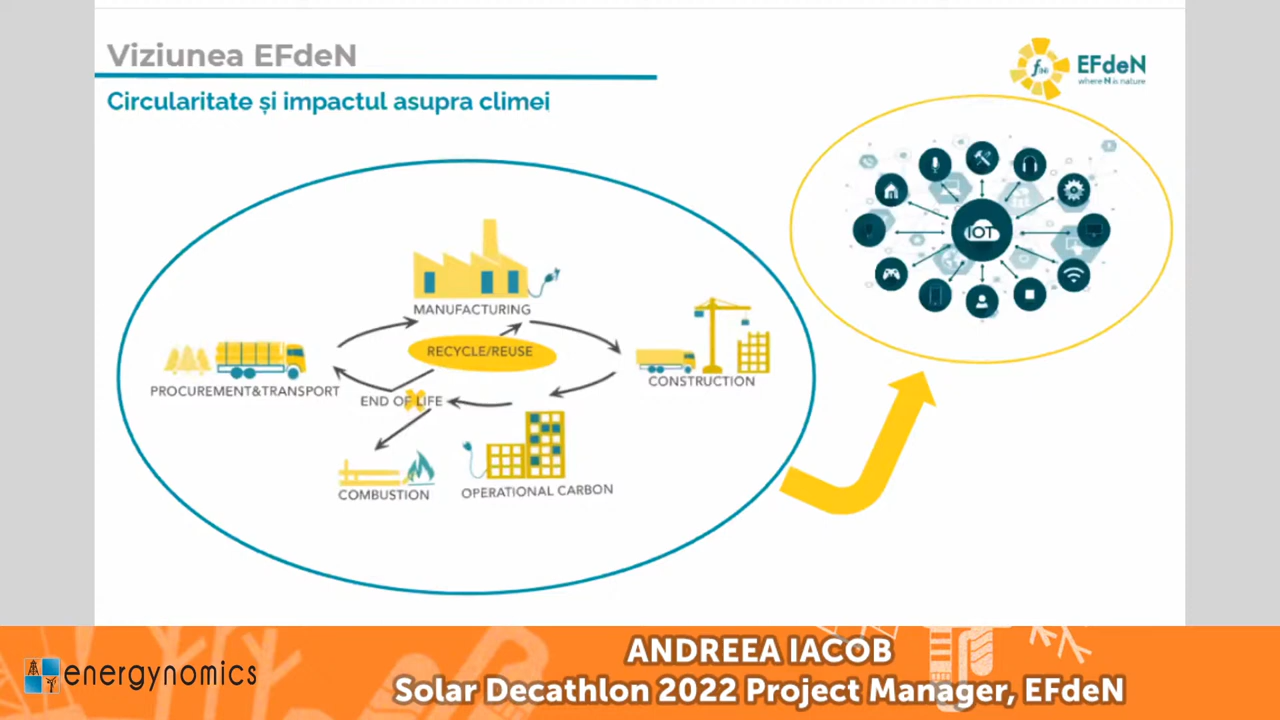 Viziunea EFdeN
Circularitate și impactul asupra climei
EFdeN
where N is nature
IOT
MANUFACTURING
RECYCLE/REUSE
CONSTRUCTION
PROCUREMENT&TRANSPORT
END OF LIFE
COMBUSTION
OPERATIONAL CARBON
energynomics
ANDREEA IACOB
Solar Decathlon 2022 Project Manager, EFdeN